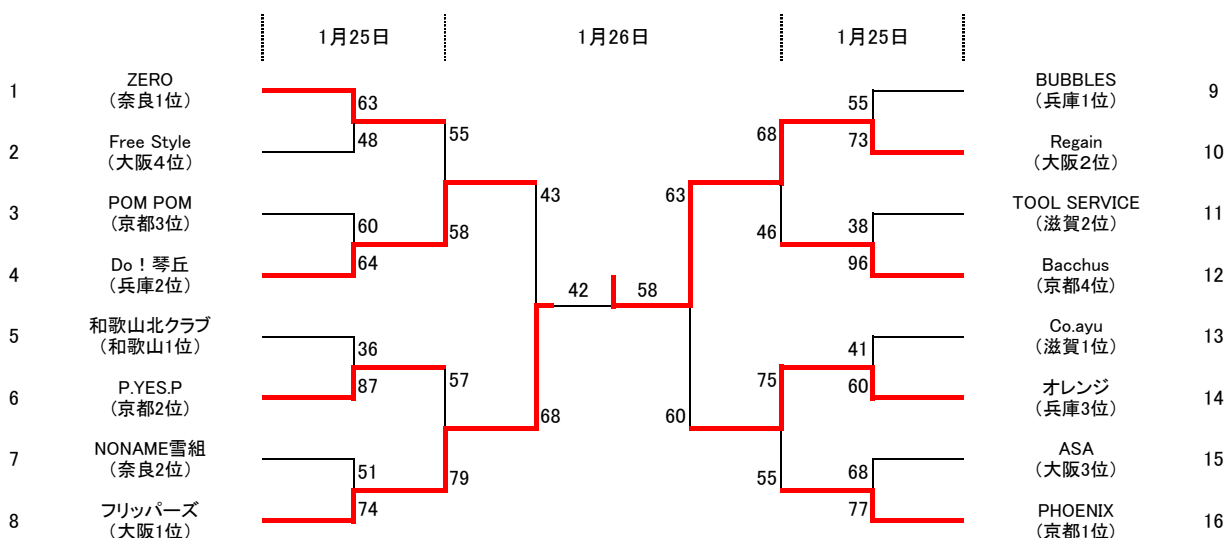 1月25日
1月26日
1月25日
1
ZERO
(奈良1位)
2
Free Style
(大阪4位)
3
POM POM
(京都3位)
4
Do！琴丘
(兵庫2位)
5
和歌山北クラブ
(和歌山1位)
6
P.YES.P
(京都2位)
7
NONAME雪組
(奈良2位)
8
フリッパーズ
(大阪1位)
63
48
60
64
36
87
51
74
55
58
57
79
43
68
42
58
63
60
68
46
75
55
55
73
38
96
41
60
68
77
BUBBLES
(兵庫1位)
9
Regain
(大阪2位)
10
TOOL SERVICE
(滋賀2位)
11
Bacchus
(京都4位)
12
Co.ayu
(滋賀1位)
13
オレンジ
(兵庫3位)
14
ASA
(大阪3位)
15
PHOENIX
(京都1位)
16